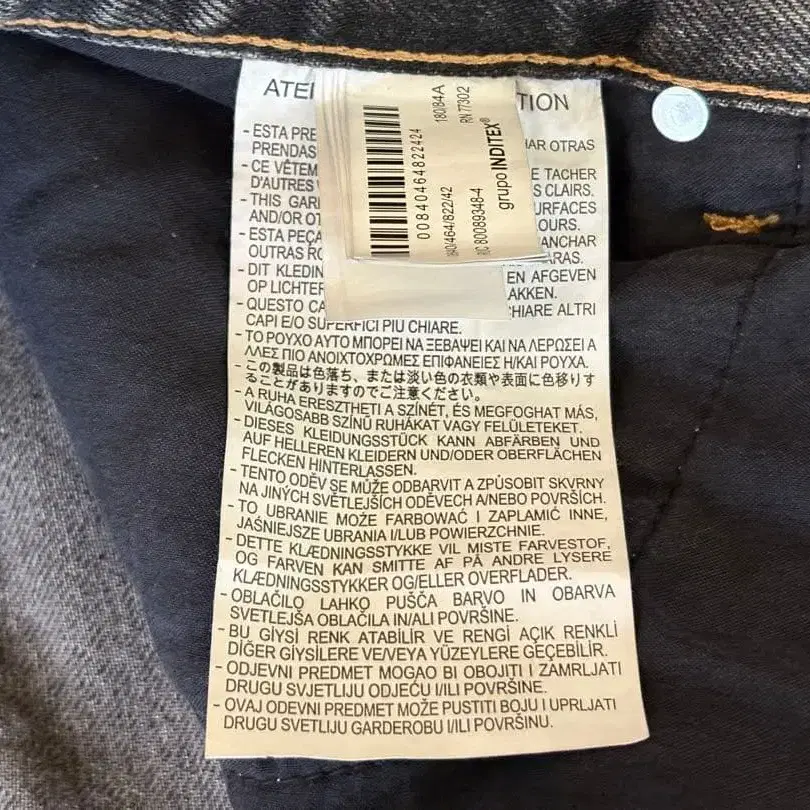 ATE
TION
180/84A
RN 77302
00840464822424
grupo INDITEX®
180/464/822/42
80089348-4
- ESTA PRE
HAR OTRAS
PRENDAS
- CE VÊTEM
E TACHER
D'AUTRES
S CLAIRS.
- THIS GAR
URFACES
AND/OR OT
OURS.
- ESTA PEÇA
ANCHAR
OUTRAS RO
ARAS.
- DIT KLEDIN
EN AFGEVEN
OP LICHTER
AKKEN.
- QUESTO CA
CHIARE ALTRI
CAPI E/O SUPERFICI PIÙ CHIARE.
- ΤΟ ΡΟΥΧΟ ΑΥΤΟ ΜΠΟΡΕΙ ΝΑ ΞΕΒΑΨΕΙ ΚΑΙ ΝΑ ΛΕΡΩΣΕΙ Α
ΛΛΕΣ ΠΙΟ ΑΝΟΙΧΤΟΧΡΩΜΕΣ ΕΠΙΦΑΝΕΙΕΣ Η/ΚΑΙ ΡΟΥΧΑ.
- この製品は色落ち、または淡い色の衣類や表面に色移りす
ることがありますのでご注意ください。
- A RUHA ERESZTHETI A SZÍNÉT, ÉS MEGFOGHAT MÁS,
VILÁGOSABB SZÍNŰ RUHÁKAT VAGY FELÜLETEKET.
- DIESES KLEIDUNGSSTÜCK KANN ABFÄRBEN UND
AUF HELLEREN KLEIDERN UND/ODER OBERFLÄCHEN
FLECKEN HINTERLASSEN.
- TENTO ODĚV SE MŮŽE ODBARVIT A ZPŮSOBIT SKVRNY
NA JINÝCH SVĚTLEJŠÍCH ODĚVECH A/NEBO POVRŠÍCH.
- TO UBRANIE MOŻE FARBOWAĆ I ZAPLAMIĆ INNE,
JAŚNIEJSZE UBRANIA I/LUB POWIERZCHNIE.
- DETTE KLÆDNINGSSTYKKE VIL MISTE FARVESTOF,
OG FARVEN KAN SMITTE AF PÅ ANDRE LYSERE
KLÆDNINGSSTYKKER OG/ELLER OVERFLADER.
- OBLAČILO LAHKO PUŠČA BARVO IN OBARVA
SVETLEJŠA OBLAČILA IN/ALI POVRŠINE.
- BU GİYSİ RENK ATABİLİR VE RENGİ AÇIK RENKLİ
DİĞER GİYSİLERE VE/VEYA YÜZEYLERE GEÇEBİLİR.
- ODJEVNI PREDMET MOGAO BI OBOJITI I ZAMRLJATI
DRUGU SVJETLIJU ODJEĆU I/ILI POVRŠINE.
- OVAJ ODEVNI PREDMET MOŽE PUSTITI BOJU I UPRLJATI
DRUGU SVETLIJU GARDEROBU I/ILI POVRŠINU.